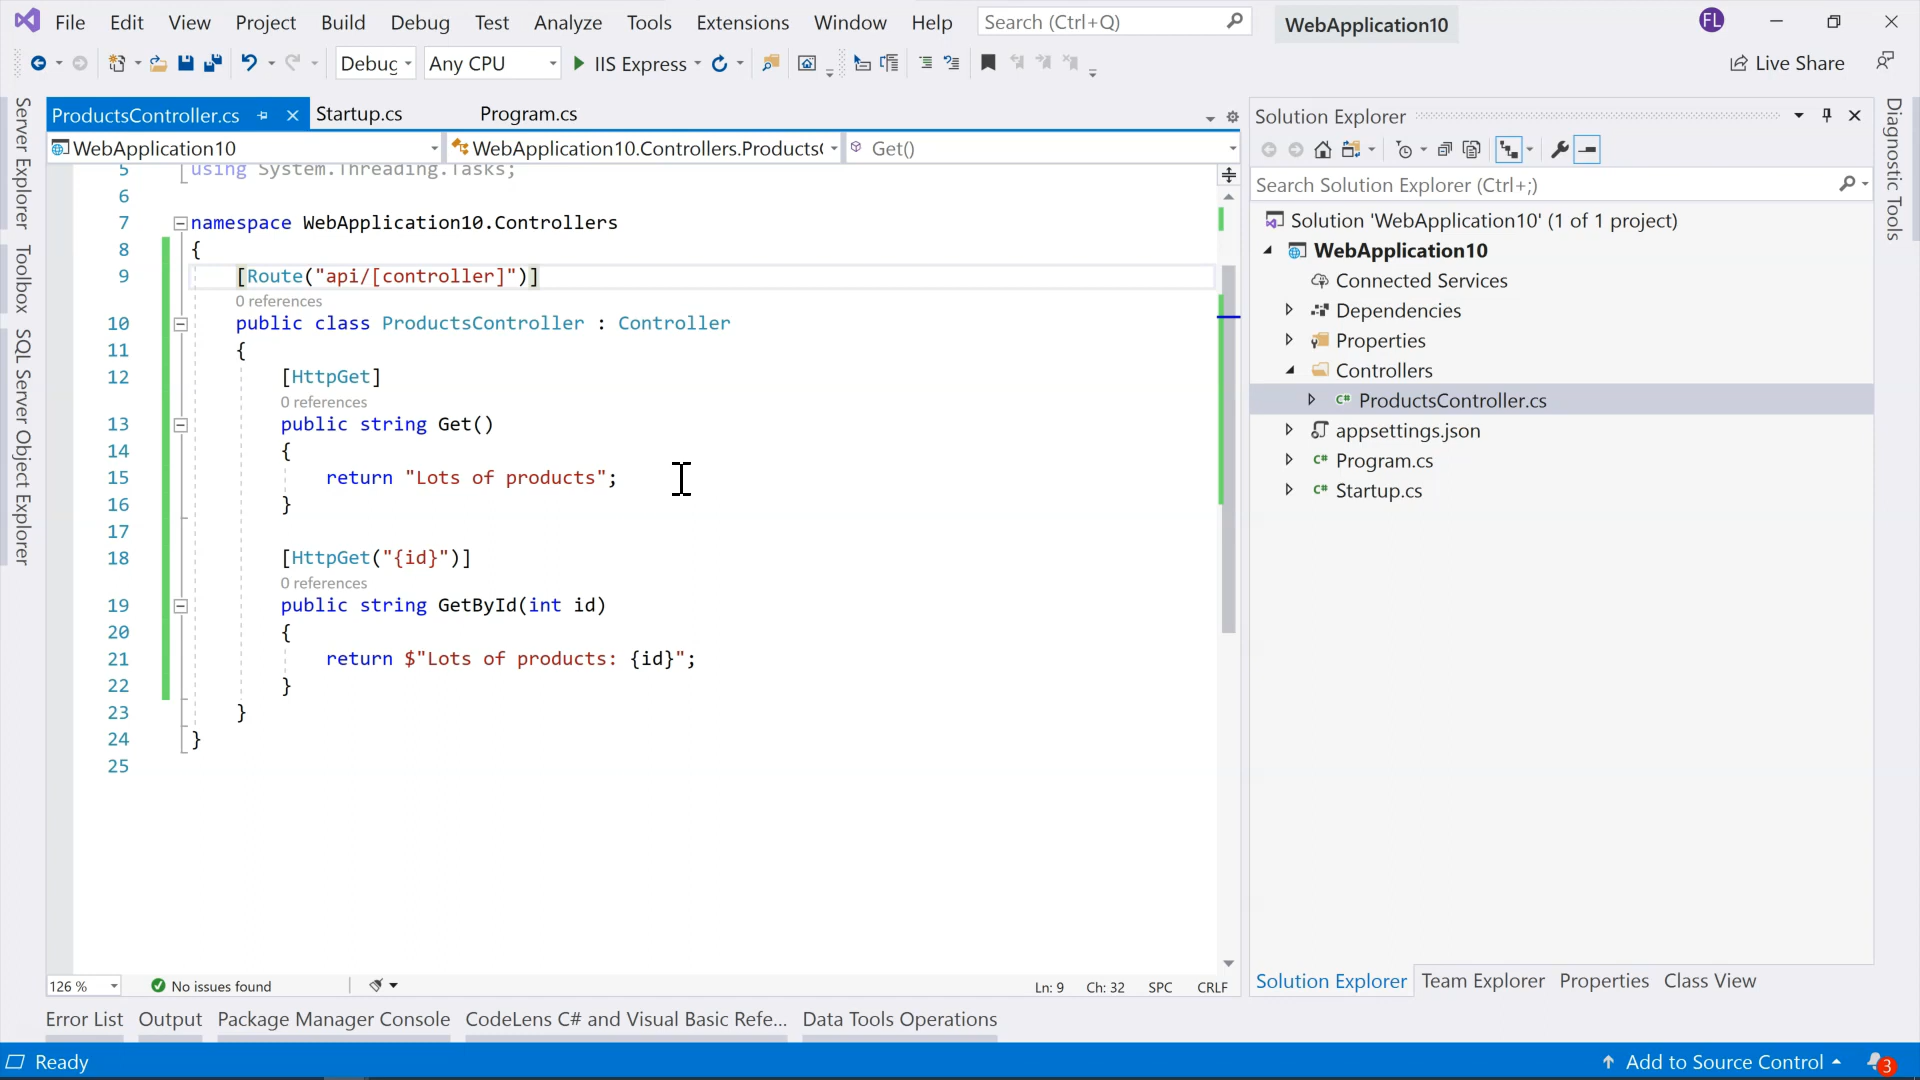 File Edit View Project Build Debug Test Analyze Tools Extensions Window Help Search (Ctrl+Q) WebApplication10 FL
Debug Any CPU IIS Express Live Share
ProductsController.cs Startup.cs Program.cs
WebApplication10 WebApplication10.Controllers.Products Get()
5 using System.Threading.Tasks;
6
7 namespace WebApplication10.Controllers
8 {
9 [Route("api/[controller]")]
0 references
10 public class ProductsController : Controller
11 {
12 [HttpGet]
0 references
13 public string Get()
14 {
15 return "Lots of products";
16 }
17
18 [HttpGet("{id}")]
0 references
19 public string GetById(int id)
20 {
21 return $"Lots of products: {id}";
22 }
23 }
24 }
25
126 % No issues found Ln: 9 Ch: 32 SPC CRLF
Server Explorer
Toolbox
SQL Server Object Explorer
Solution Explorer
Search Solution Explorer (Ctrl+;)
Solution 'WebApplication10' (1 of 1 project)
WebApplication10
Connected Services
Dependencies
Properties
Controllers
C# ProductsController.cs
appsettings.json
C# Program.cs
C# Startup.cs
Solution Explorer Team Explorer Properties Class View
Diagnostic Tools
Error List Output Package Manager Console CodeLens C# and Visual Basic Refe... Data Tools Operations
Ready Add to Source Control 3